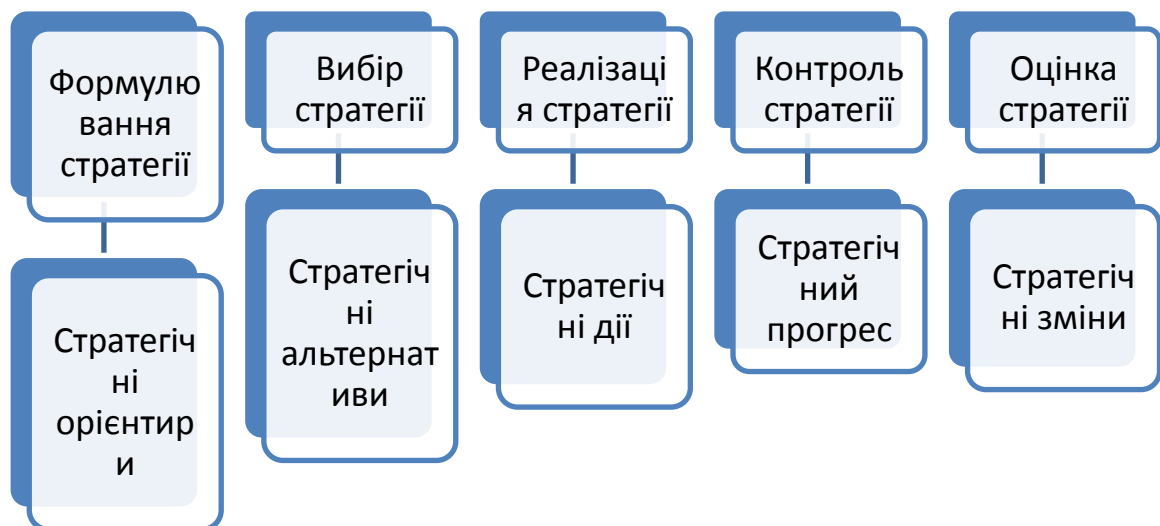 Формулю
вання
стратегії
Вибір
стратегії
Реалізаці
я стратегії
Контроль
стратегії
Оцінка
стратегії
Стратегіч
ні
орієнтир
и
Стратегіч
ні
альтернат
иви
Стратегіч
ні дії
Стратегіч
ний
прогрес
Стратегіч
ні зміни